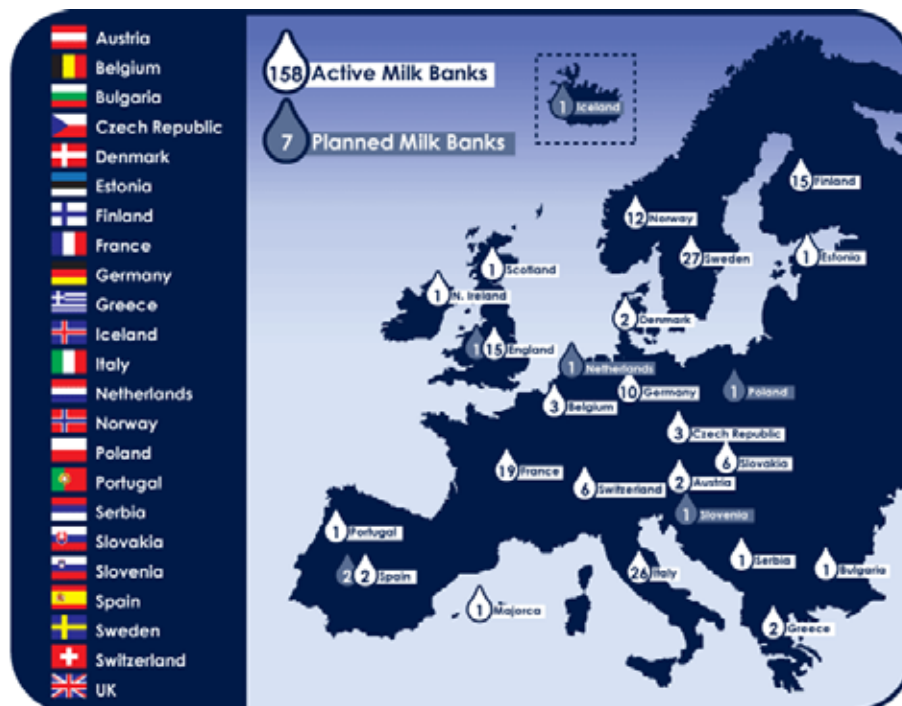 Austria
Belgium
Bulgaria
Czech Republic
Denmark
Estonia
Finland
France
Germany
Greece
Iceland
Italy
Netherlands
Norway
Poland
Portugal
Serbia
Slovakia
Slovenia
Spain
Sweden
Switzerland
UK
158 Active Milk Banks
7 Planned Milk Banks
1 Iceland
15 Finland
12 Norway
27 Sweden
1 Estonia
1 Scotland
1 N. Ireland
2 Denmark
1 15 England
1 Netherlands
10 Germany
1 Poland
3 Belgium
3 Czech Republic
6 Slovakia
19 France
6 Switzerland
2 Austria
1 Slovenia
1 Portugal
2 2 Spain
26 Italy
1 Serbia
1 Bulgaria
1 Majorca
2 Greece